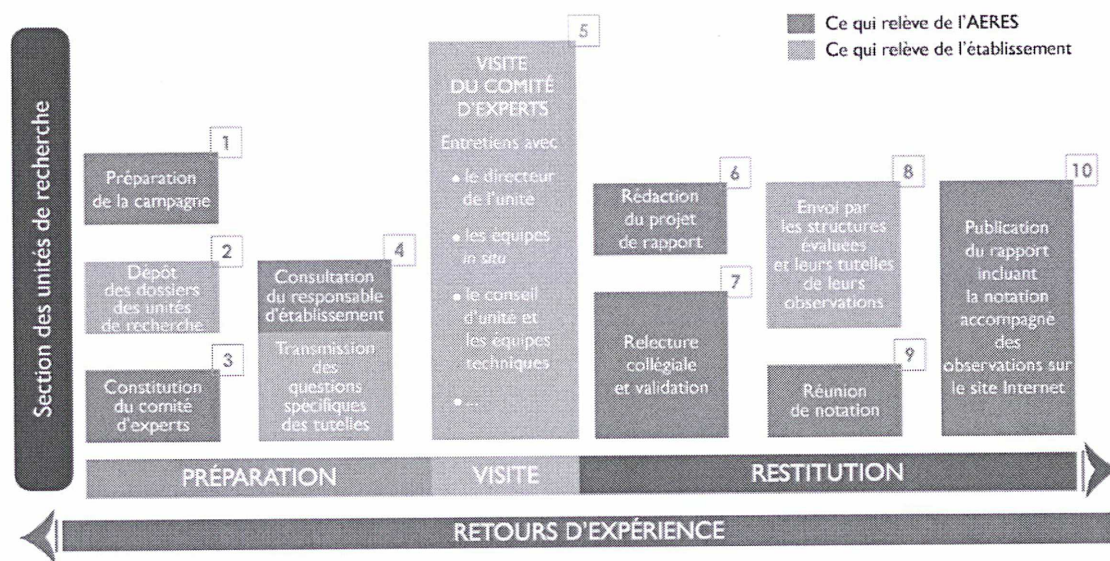 Ce qui relève de l'AERES
Ce qui relève de l'établissement
Section des unités de recherche
1
Préparation
de la campagne
2
Dépôt
des dossiers
des unités
de recherche
3
Constitution
du comité
d'experts
4
Consultation
du responsable
d'établissement
Transmission
des
questions
spécifiques
des tutelles
5
VISITE
DU COMITÉ
D'EXPERTS
Entretiens avec
• le directeur
de l'unité
• les équipes
in situ
• le conseil
d'unité et
les équipes
techniques
• ...
6
Rédaction
du projet
de rapport
7
Relecture
collégiale
et validation
8
Envoi par
les structures
évaluées
et leurs tutelles
de leurs
observations
9
Réunion
de notation
10
Publication
du rapport
incluant
la notation
accompagné
des
observations sur
le site Internet
PRÉPARATION
VISITE
RESTITUTION
RETOURS D'EXPÉRIENCE